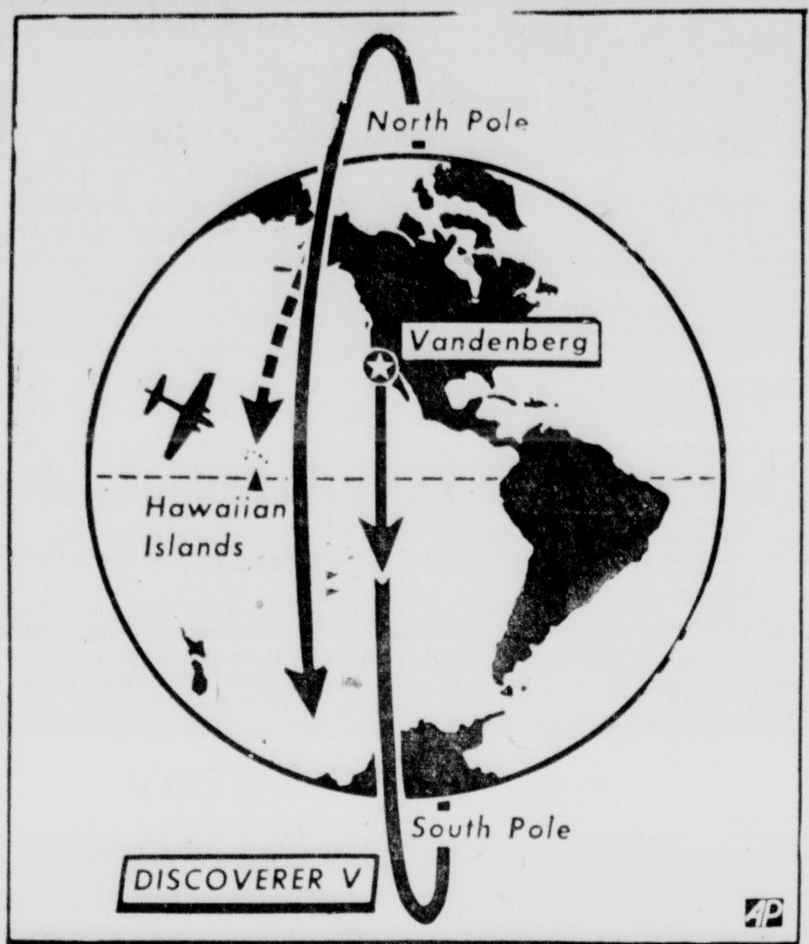 North Pole
Vandenberg
Hawaiian
Islands
South Pole
DISCOVERER V
AP